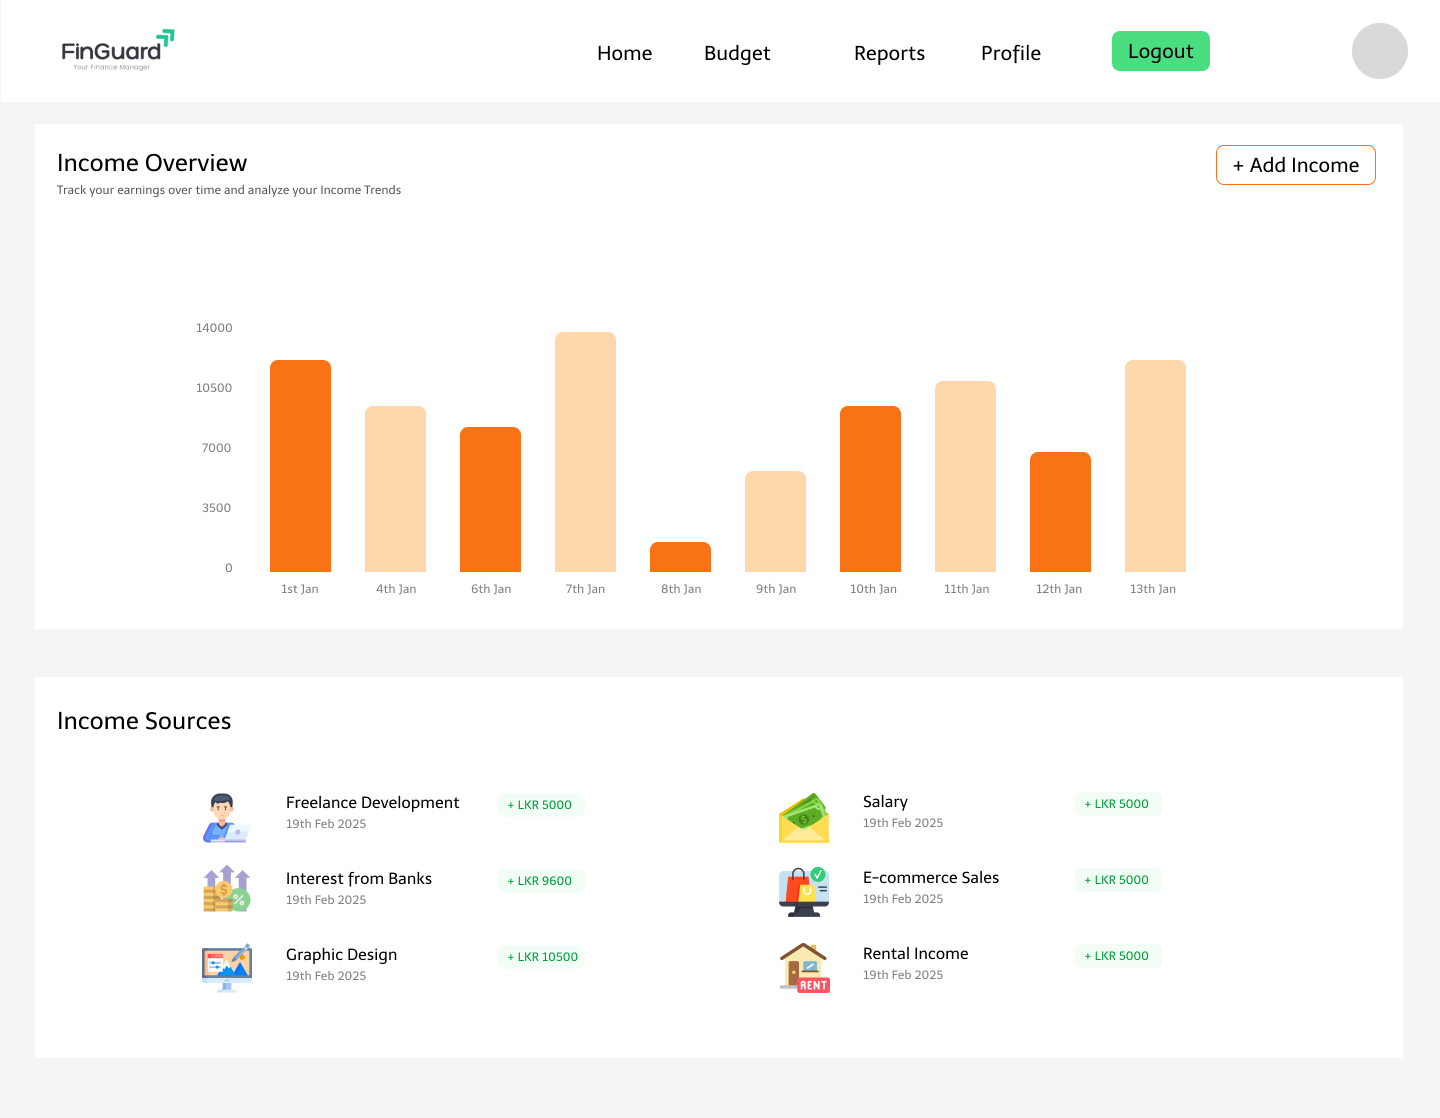 FinGuard
Your Finance Manager
Home Budget Reports Profile Logout
Income Overview
+ Add Income
Track your earnings over time and analyze your Income Trends
14000
10500
7000
3500
0
1st Jan 4th Jan 6th Jan 7th Jan 8th Jan 9th Jan 10th Jan 11th Jan 12th Jan 13th Jan
Income Sources
Freelance Development + LKR 5000
19th Feb 2025
Salary + LKR 5000
19th Feb 2025
Interest from Banks + LKR 9600
19th Feb 2025
E-commerce Sales + LKR 5000
19th Feb 2025
Graphic Design + LKR 10500
19th Feb 2025
Rental Income + LKR 5000
19th Feb 2025
RENT